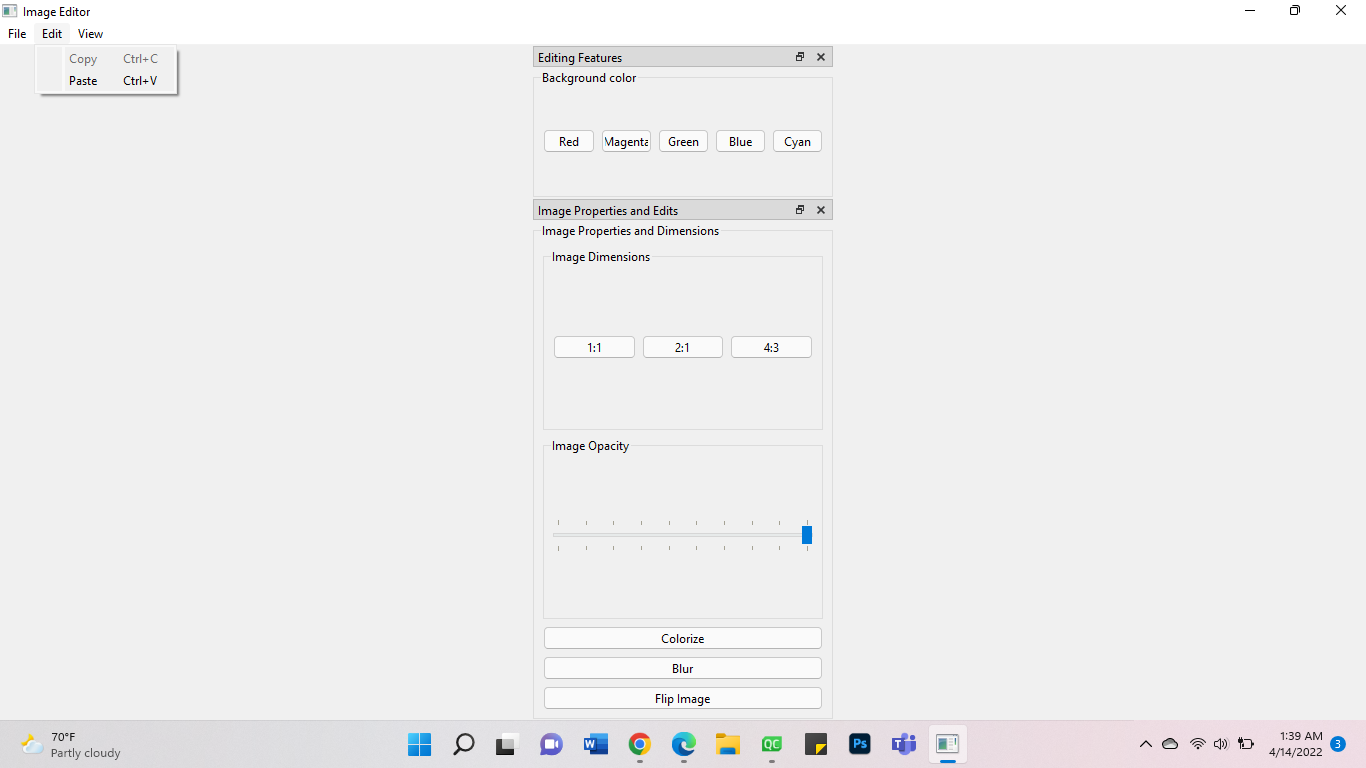 Image Editor
File Edit View
Copy Ctrl+C
Paste Ctrl+V
Editing Features
Background color
Red Magenta Green Blue Cyan
Image Properties and Edits
Image Properties and Dimensions
Image Dimensions
1:1 2:1 4:3
Image Opacity
Colorize
Blur
Flip Image
70°F
Partly cloudy
W
QC
Ps
T
1:39 AM
4/14/2022
3